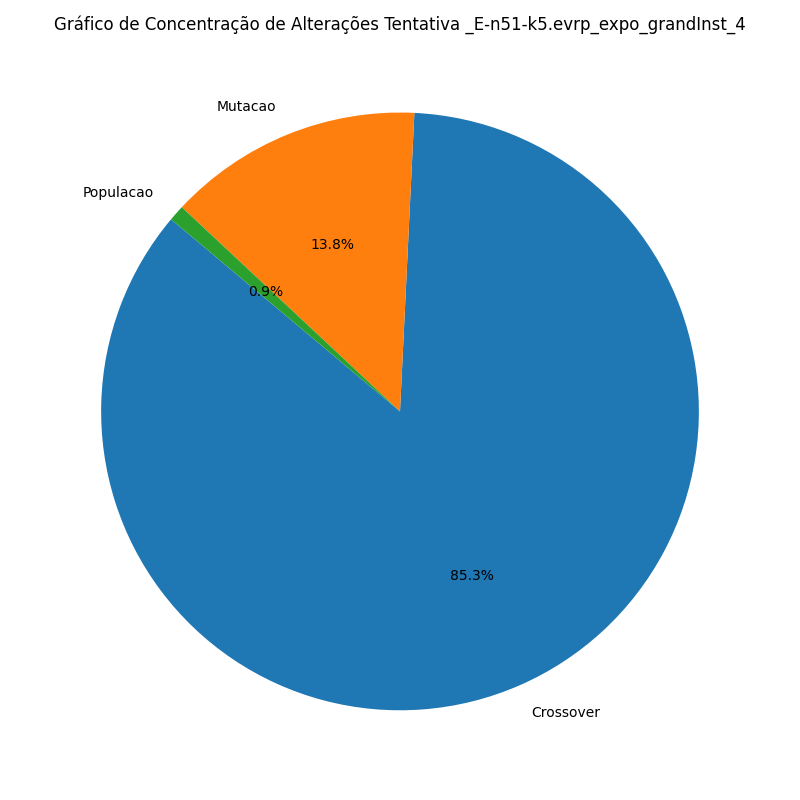 Gráfico de Concentração de Alterações Tentativa _E-n51-k5.evrp_expo_grandInst_4
Mutacao
Populacao
13.8%
0.9%
85.3%
Crossover